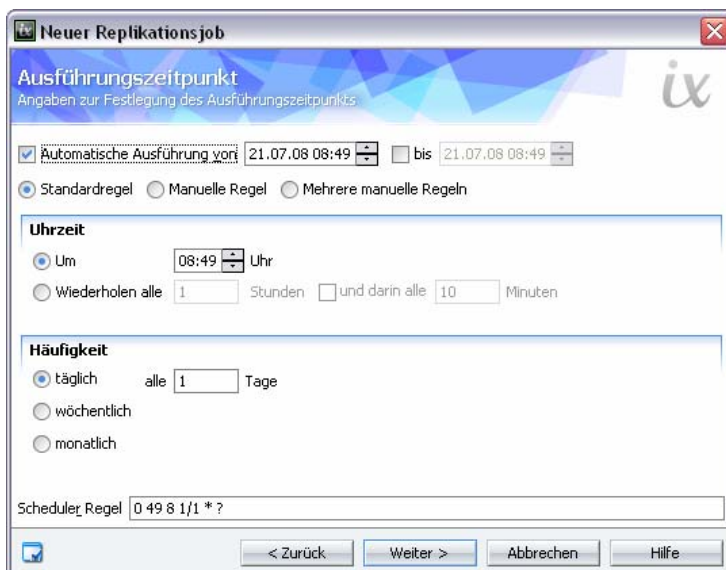 ix Neuer Replikationsjob
Ausführungszeitpunkt
Angaben zur Festlegung des Ausführungszeitpunkts
ix
Automatische Ausführung von 21.07.08 08:49 bis 21.07.08 08:49
Standardregel Manuelle Regel Mehrere manuelle Regeln
Uhrzeit
Um 08:49 Uhr
Wiederholen alle 1 Stunden und darin alle 10 Minuten
Häufigkeit
täglich alle 1 Tage
wöchentlich
monatlich
Scheduler Regel 0 49 8 1/1 * ?
< Zurück Weiter > Abbrechen Hilfe